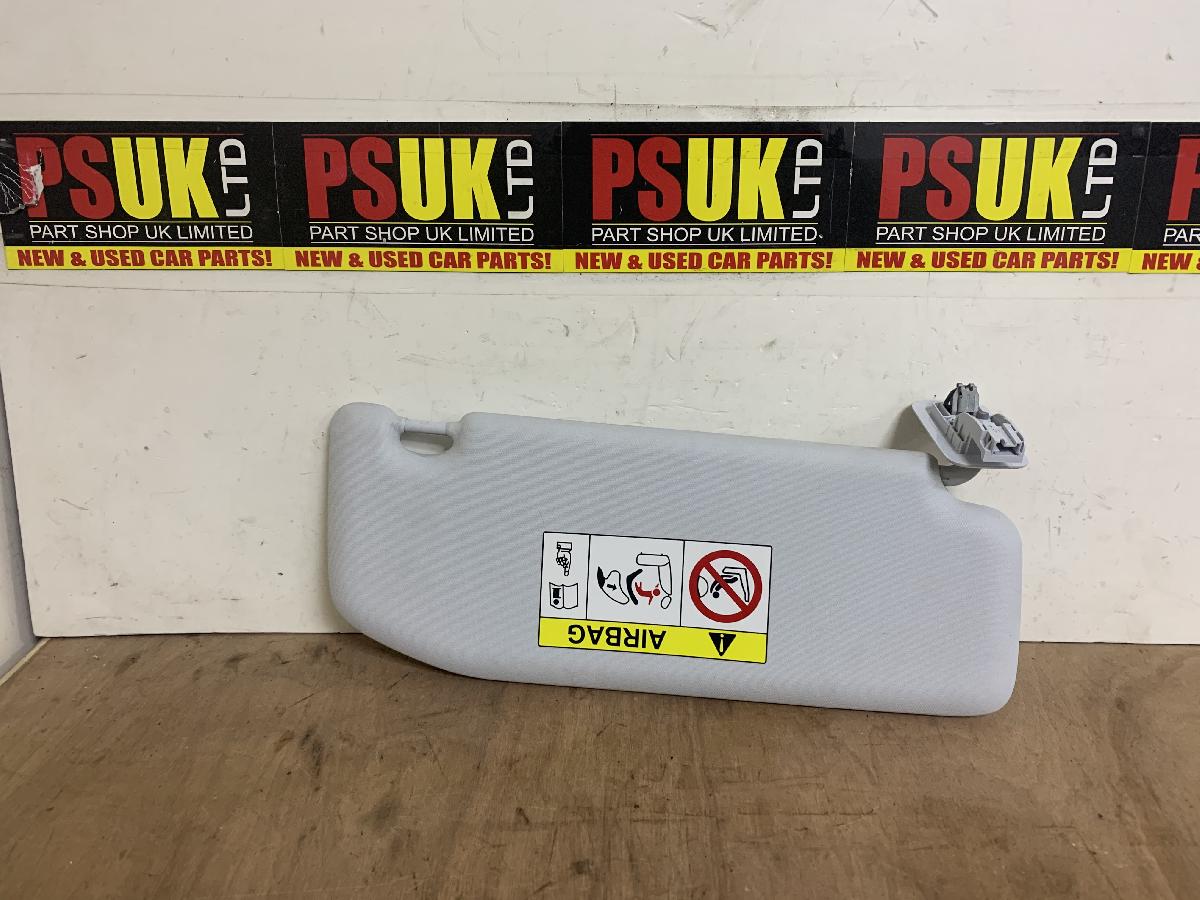 PSUK LTD
PART SHOP UK LIMITED
NEW & USED CAR PARTS!
PSUK LTD
PART SHOP UK LIMITED
NEW & USED CAR PARTS!
PSUK LTD
PART SHOP UK LIMITED
NEW & USED CAR PARTS!
PSUK LTD
PART SHOP UK LIMITED
NEW & USED CAR PARTS!
P
PAR
NEW &
AIRBAG